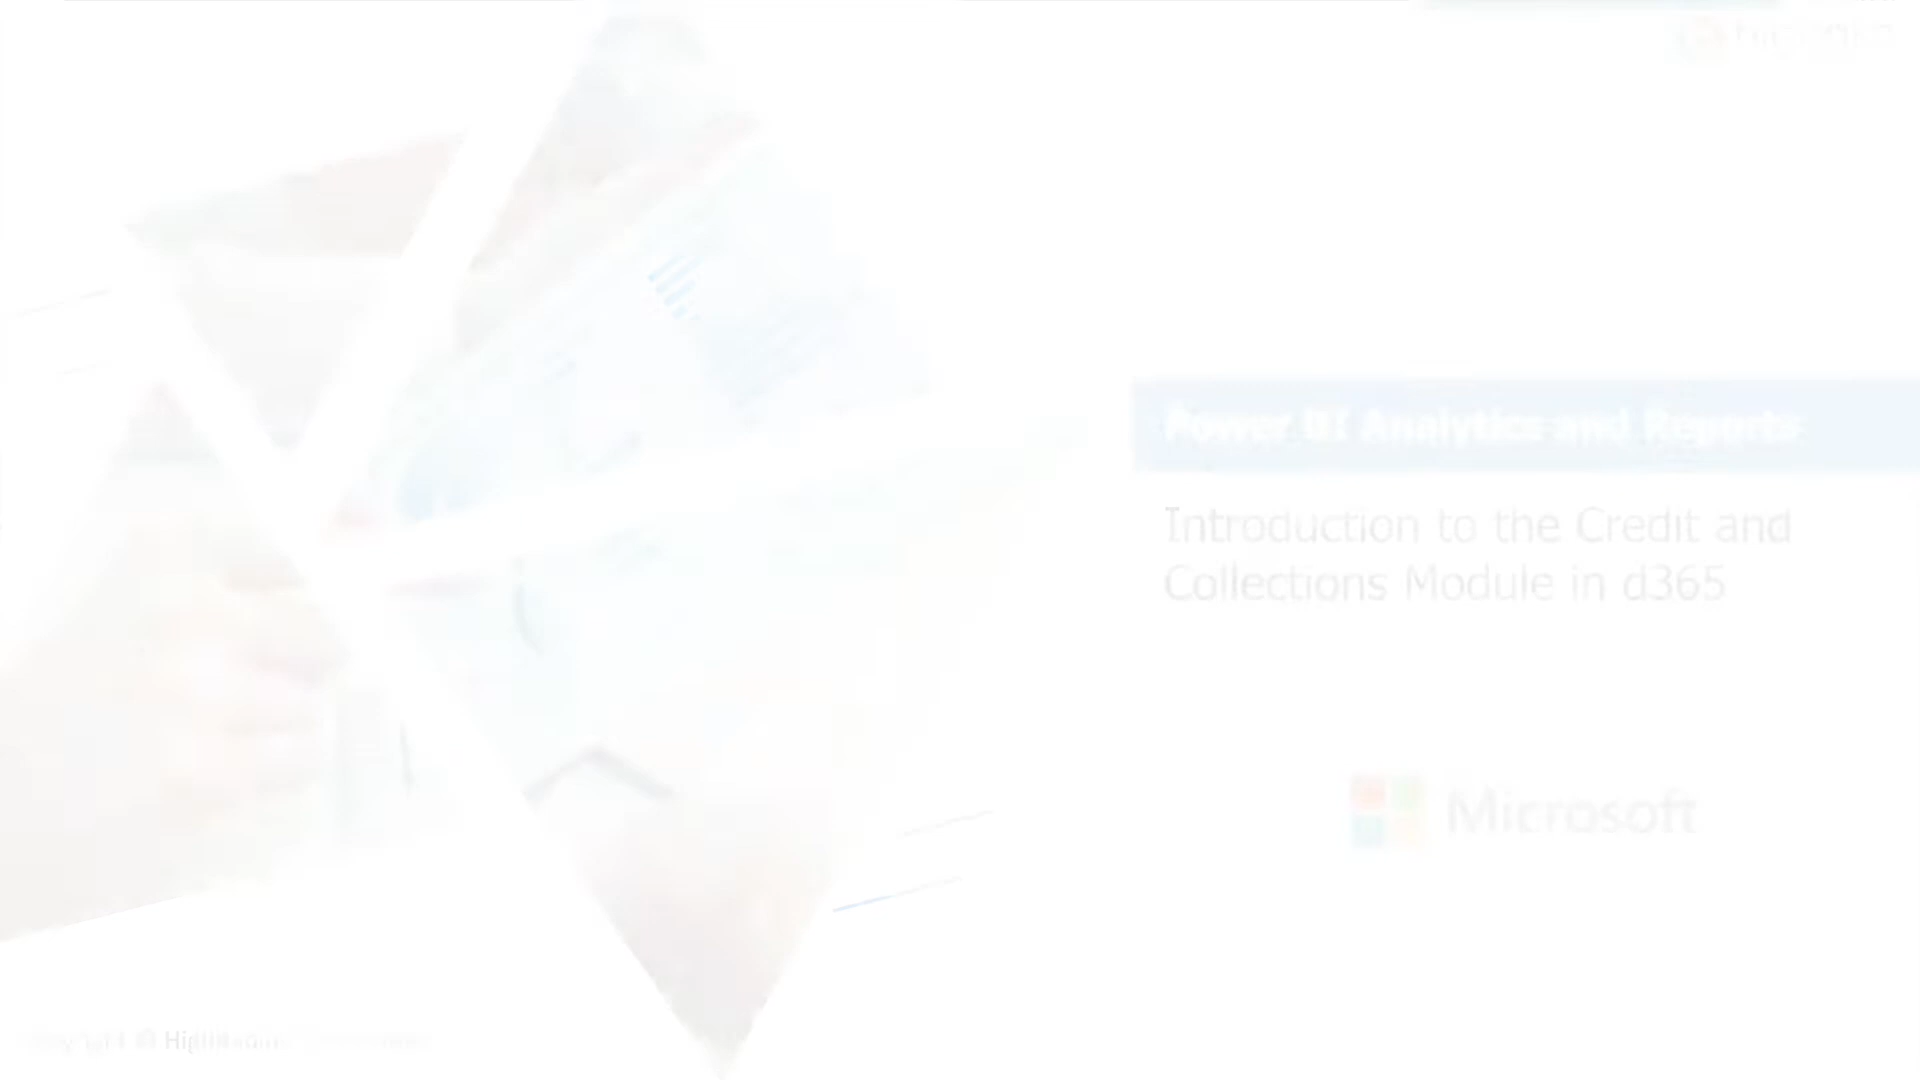 Power BI Analytics and Reports
Introduction to the Credit and
Collections Module in d365
Microsoft